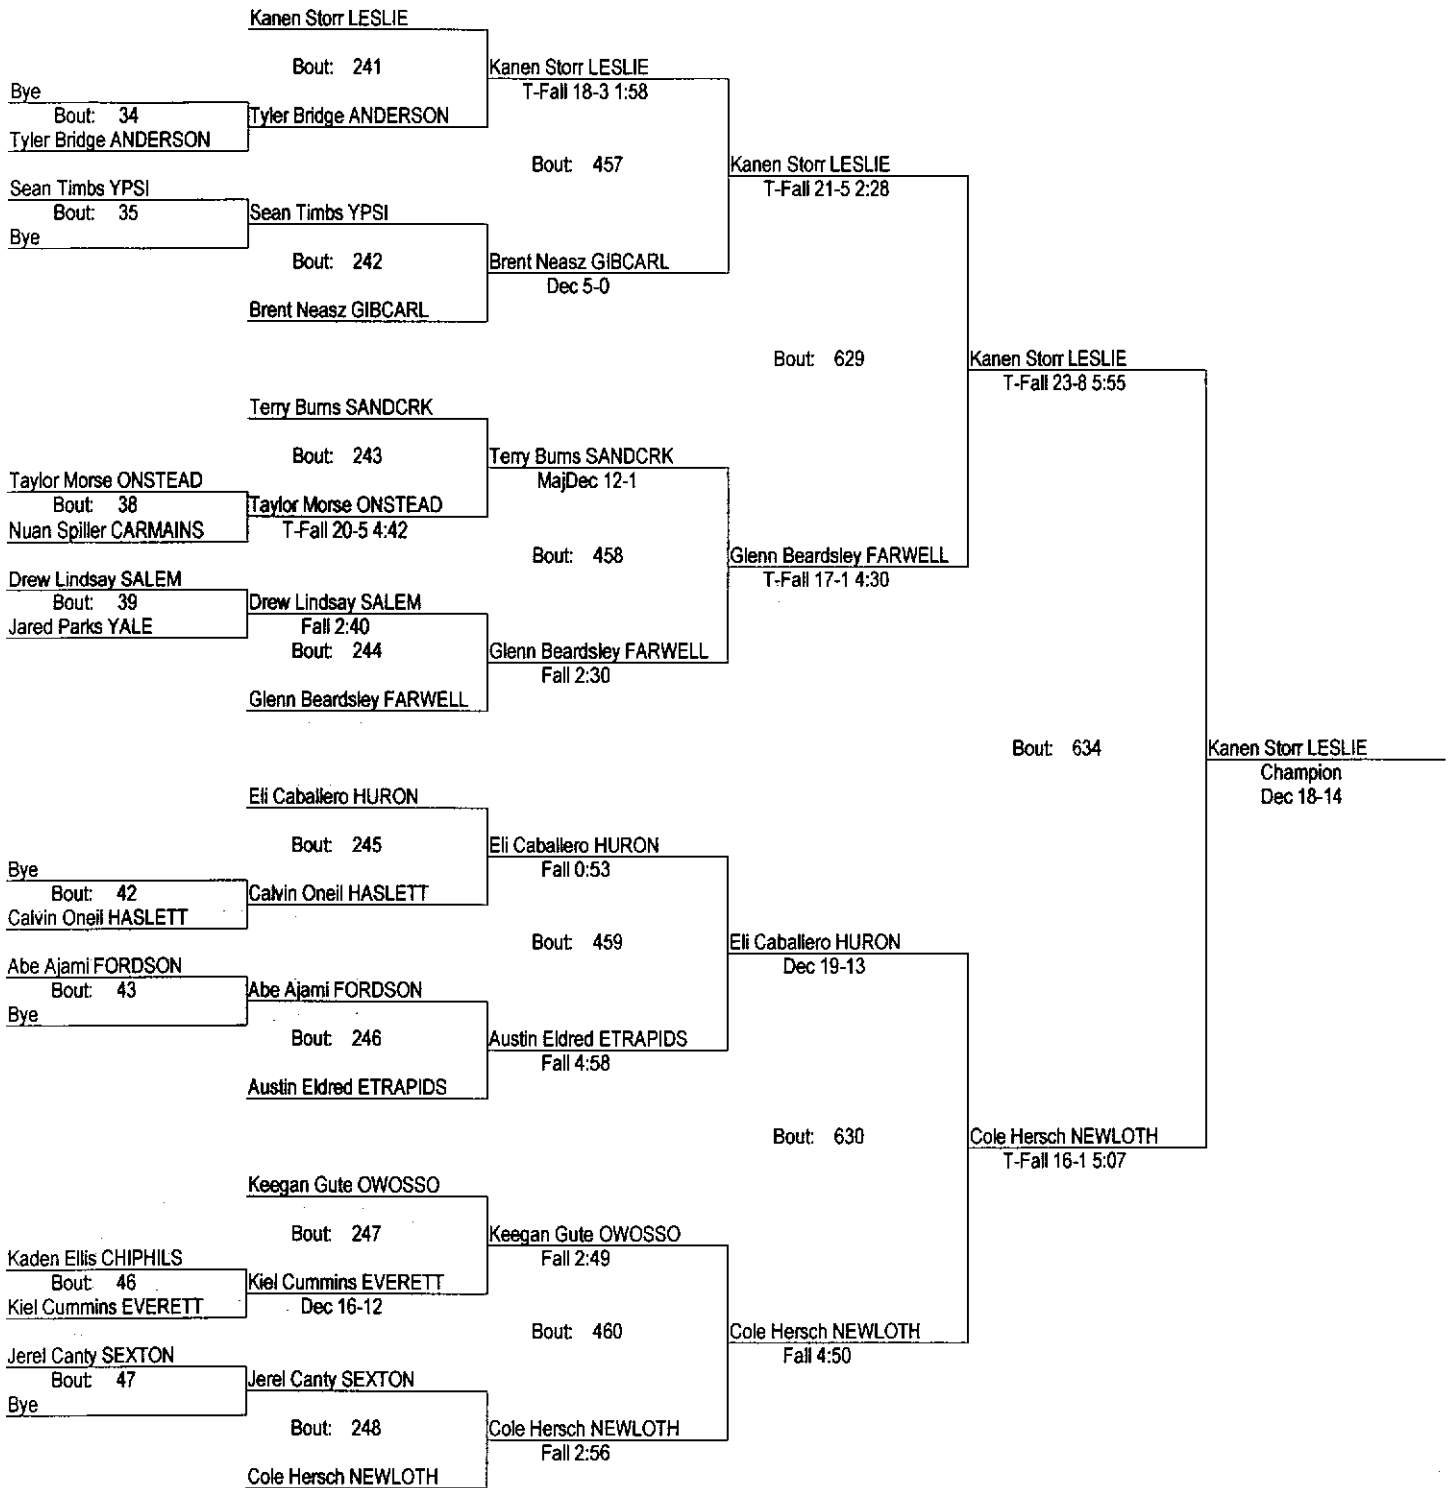 Kanen Storr LESLIE
Bout: 241
Kanen Storr LESLIE
T-Fall 18-3 1:58
Bye
Bout: 34
Tyler Bridge ANDERSON
Tyler Bridge ANDERSON
Bout: 457
Kanen Storr LESLIE
T-Fall 21-5 2:28
Sean Timbs YPSI
Bout: 35
Bye
Sean Timbs YPSI
Bout: 242
Brent Neasz GIBCARL
Dec 5-0
Brent Neasz GIBCARL
Bout: 629
Kanen Storr LESLIE
T-Fall 23-8 5:55
Terry Burns SANDCRK
Bout: 243
Terry Burns SANDCRK
MajDec 12-1
Taylor Morse ONSTEAD
Bout: 38
Nuan Spiller CARMAINS
Taylor Morse ONSTEAD
T-Fall 20-5 4:42
Bout: 458
Glenn Beardsley FARWELL
T-Fall 17-1 4:30
Drew Lindsay SALEM
Bout: 39
Jared Parks YALE
Drew Lindsay SALEM
Fall 2:40
Bout: 244
Glenn Beardsley FARWELL
Fall 2:30
Glenn Beardsley FARWELL
Bout: 634
Kanen Storr LESLIE
Champion
Dec 18-14
Eli Caballero HURON
Bout: 245
Eli Caballero HURON
Fall 0:53
Bye
Bout: 42
Calvin Oneil HASLETT
Calvin Oneil HASLETT
Bout: 459
Eli Caballero HURON
Dec 19-13
Abe Ajami FORDSON
Bout: 43
Bye
Abe Ajami FORDSON
Bout: 246
Austin Eldred ETRAPIDS
Fall 4:58
Austin Eldred ETRAPIDS
Bout: 630
Cole Hersch NEWLOTH
T-Fall 16-1 5:07
Keegan Gute OWOSSO
Bout: 247
Keegan Gute OWOSSO
Fall 2:49
Kaden Ellis CHIPHILS
Bout: 46
Kiel Cummins EVERETT
Kiel Cummins EVERETT
Dec 16-12
Bout: 460
Cole Hersch NEWLOTH
Fall 4:50
Jerel Canty SEXTON
Bout: 47
Bye
Jerel Canty SEXTON
Bout: 248
Cole Hersch NEWLOTH
Fall 2:56
Cole Hersch NEWLOTH